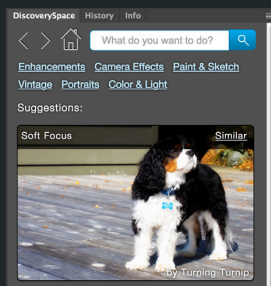 DiscoverySpace History Info
What do you want to do?
Enhancements Camera Effects Paint & Sketch
Vintage Portraits Color & Light
Suggestions:
Soft Focus Similar
by Turning Turnip